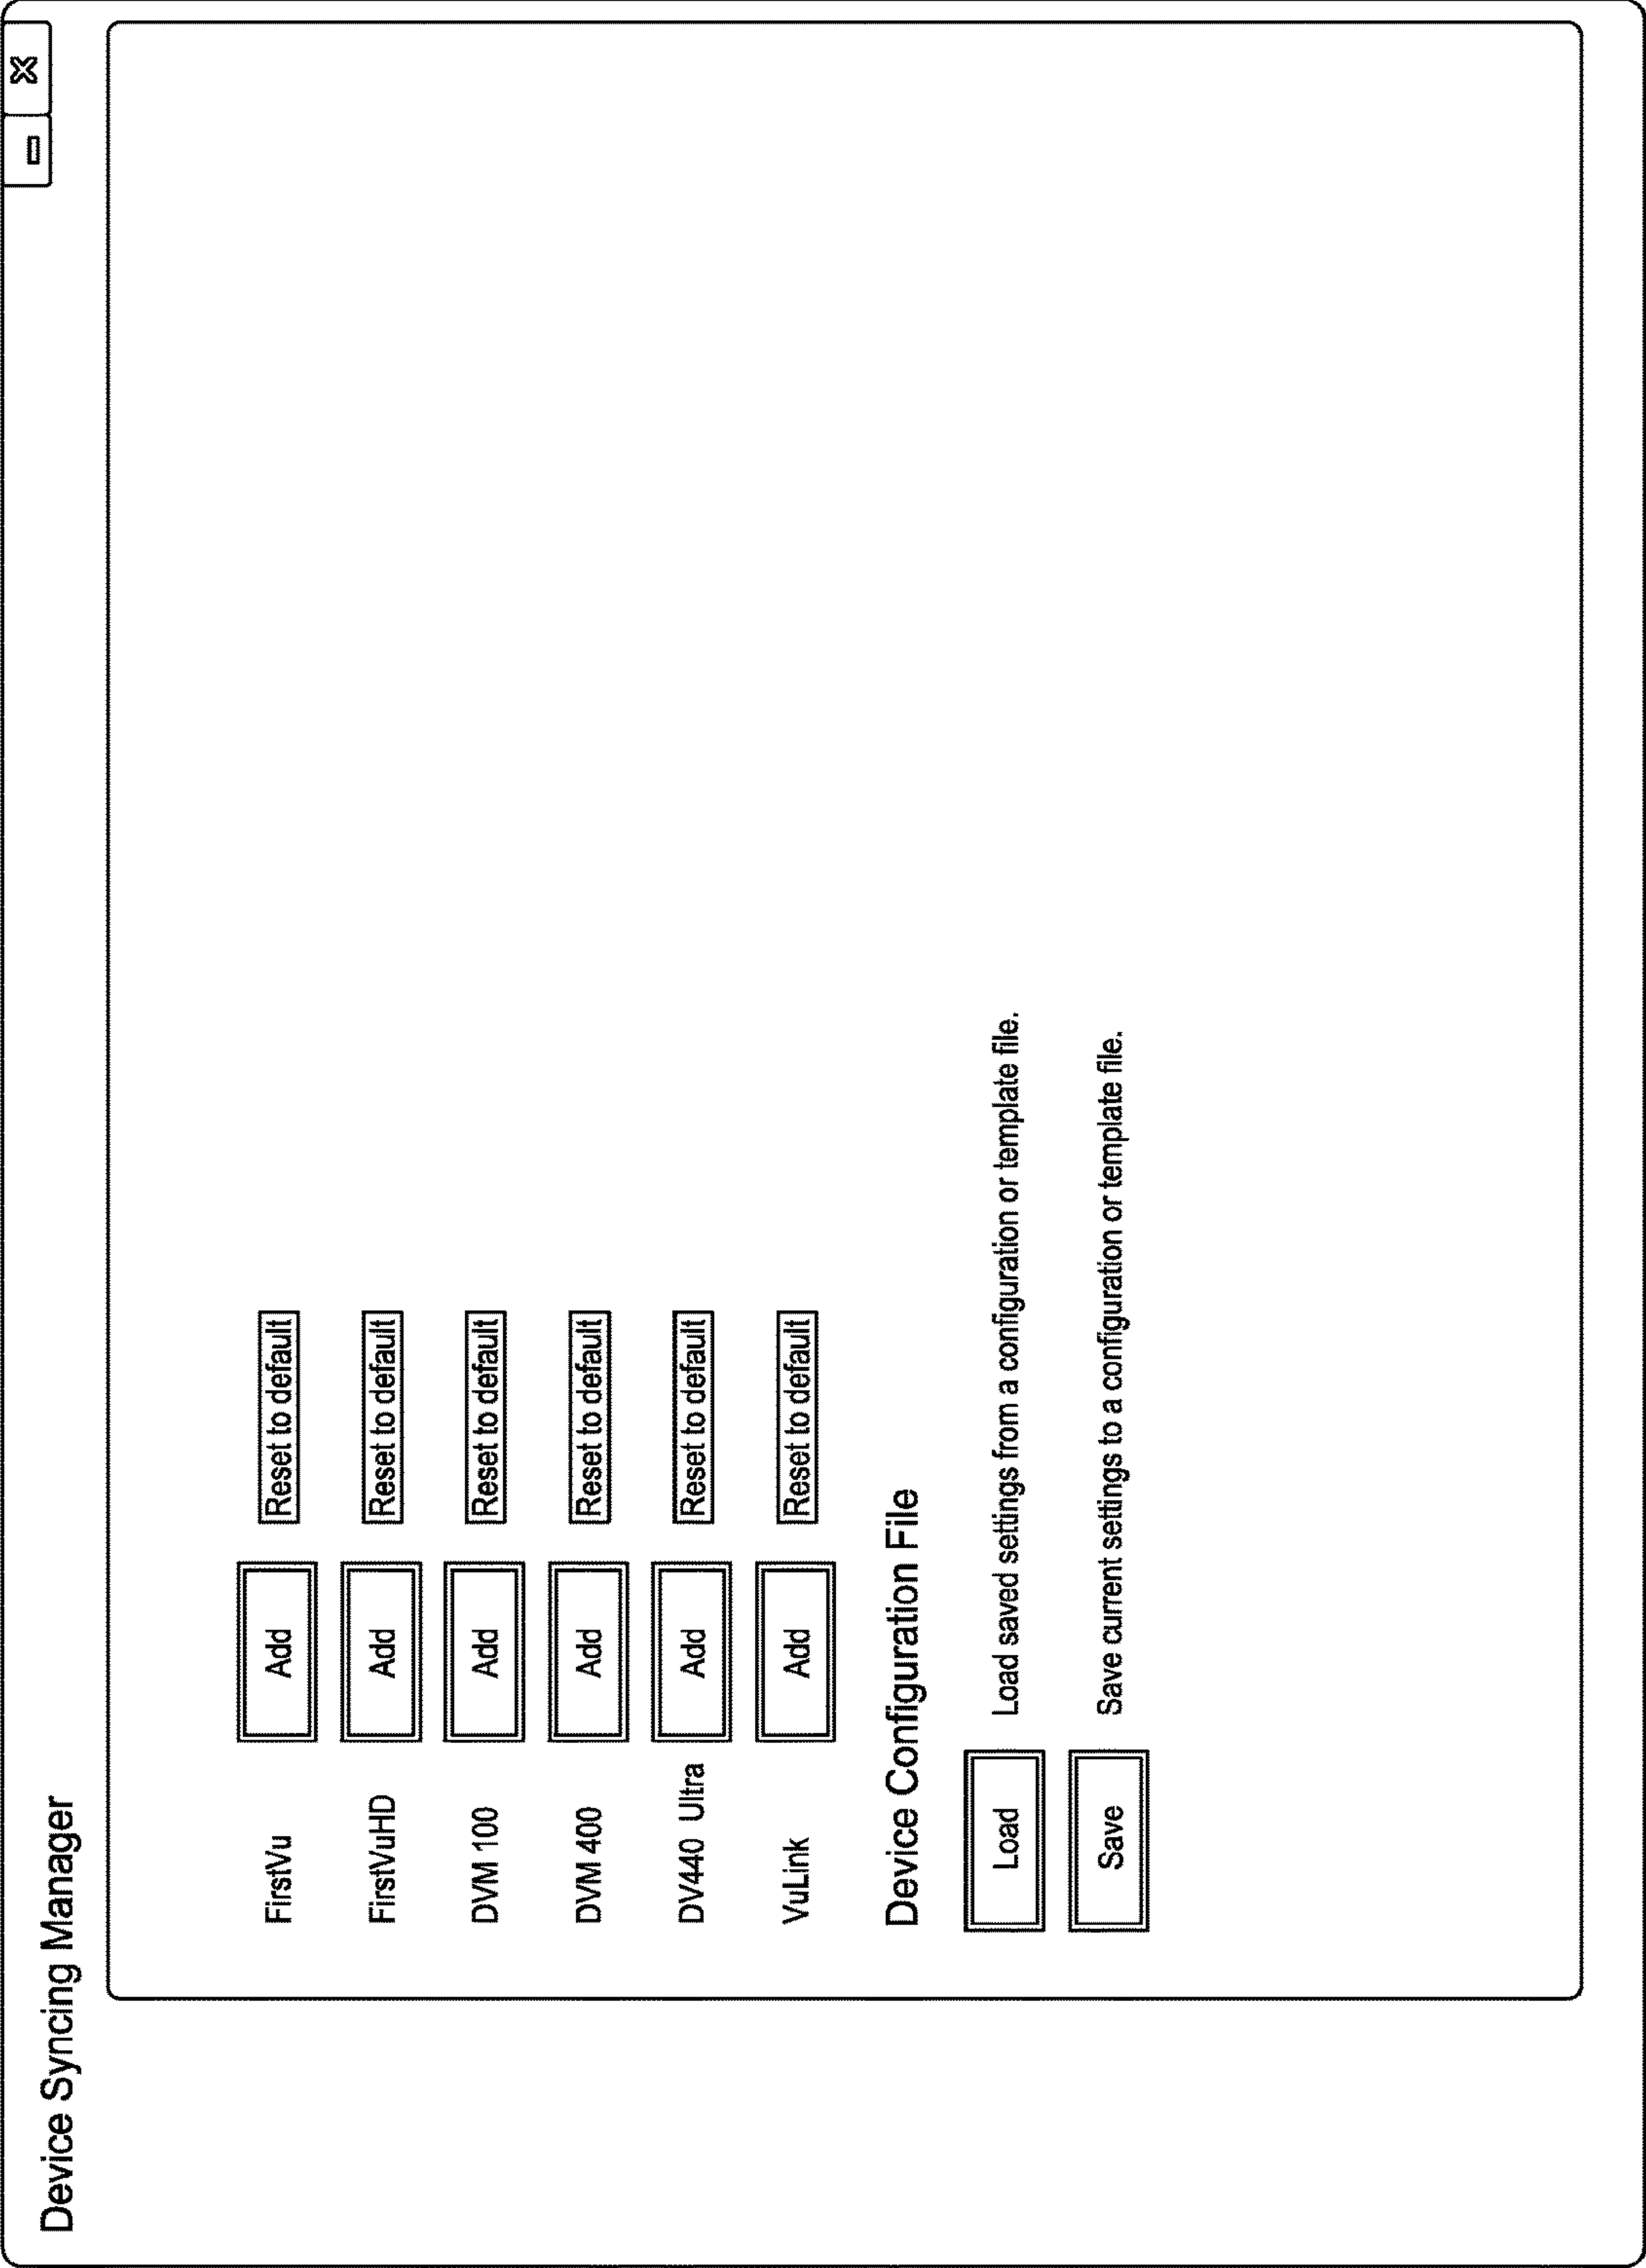 Device Syncing Manager
FirstVu Add Reset to default
FirstVuHD Add Reset to default
DVM 100 Add Reset to default
DVM 400 Add Reset to default
DV440 Ultra Add Reset to default
VuLink Add Reset to default
Device Configuration File
Load Load saved settings from a configuration or template file.
Save Save current settings to a configuration or template file.